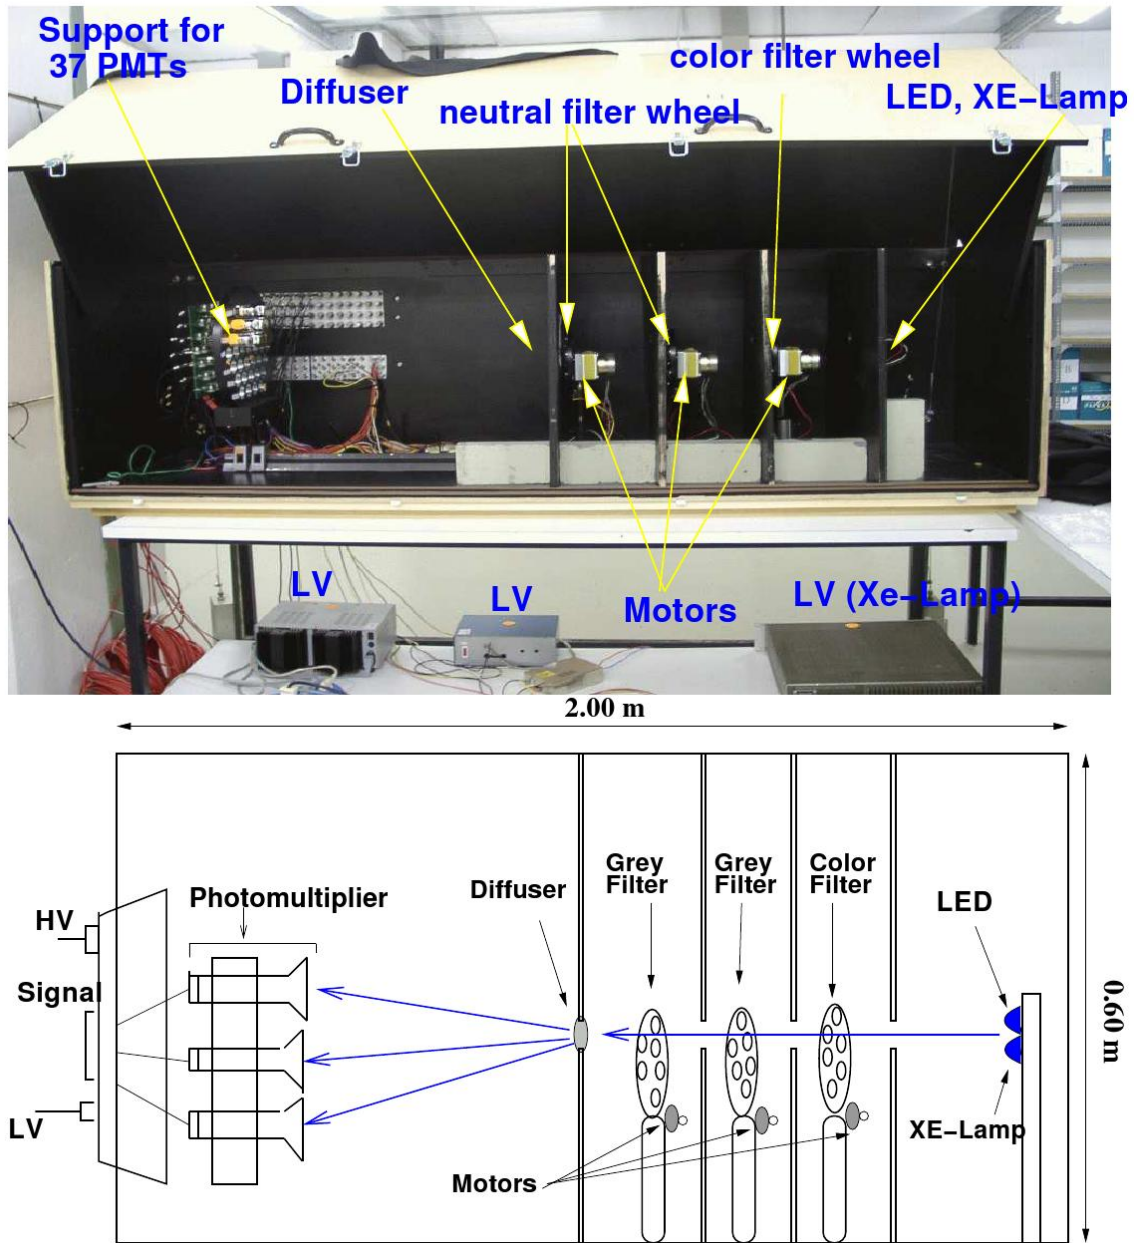 Support for
37 PMTs
Diffuser
neutral filter wheel
color filter wheel
LED, XE-Lamp
LV
LV
Motors
LV (Xe-Lamp)
2.00 m
Photomultiplier
Diffuser
Grey
Filter
Grey
Filter
Color
Filter
LED
HV
Signal
LV
Motors
XE-Lamp
0.60 m